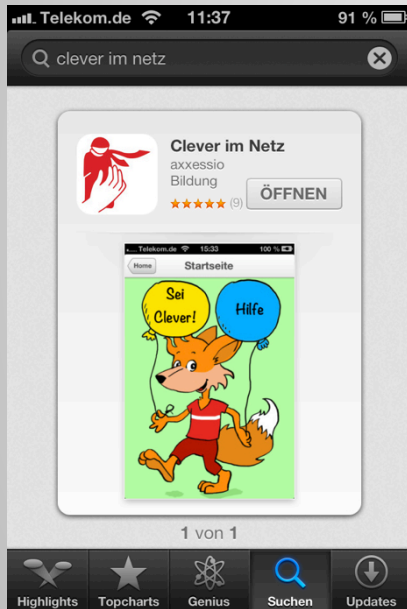 Telekom.de 11:37 91 %
clever im netz
Clever im Netz
axxessio
Bildung
(9)
ÖFFNEN
Telekom.de 15:33 100 %
Home
Startseite
Sei
Clever!
Hilfe
1 von 1
Highlights Topcharts Genius Suchen Updates